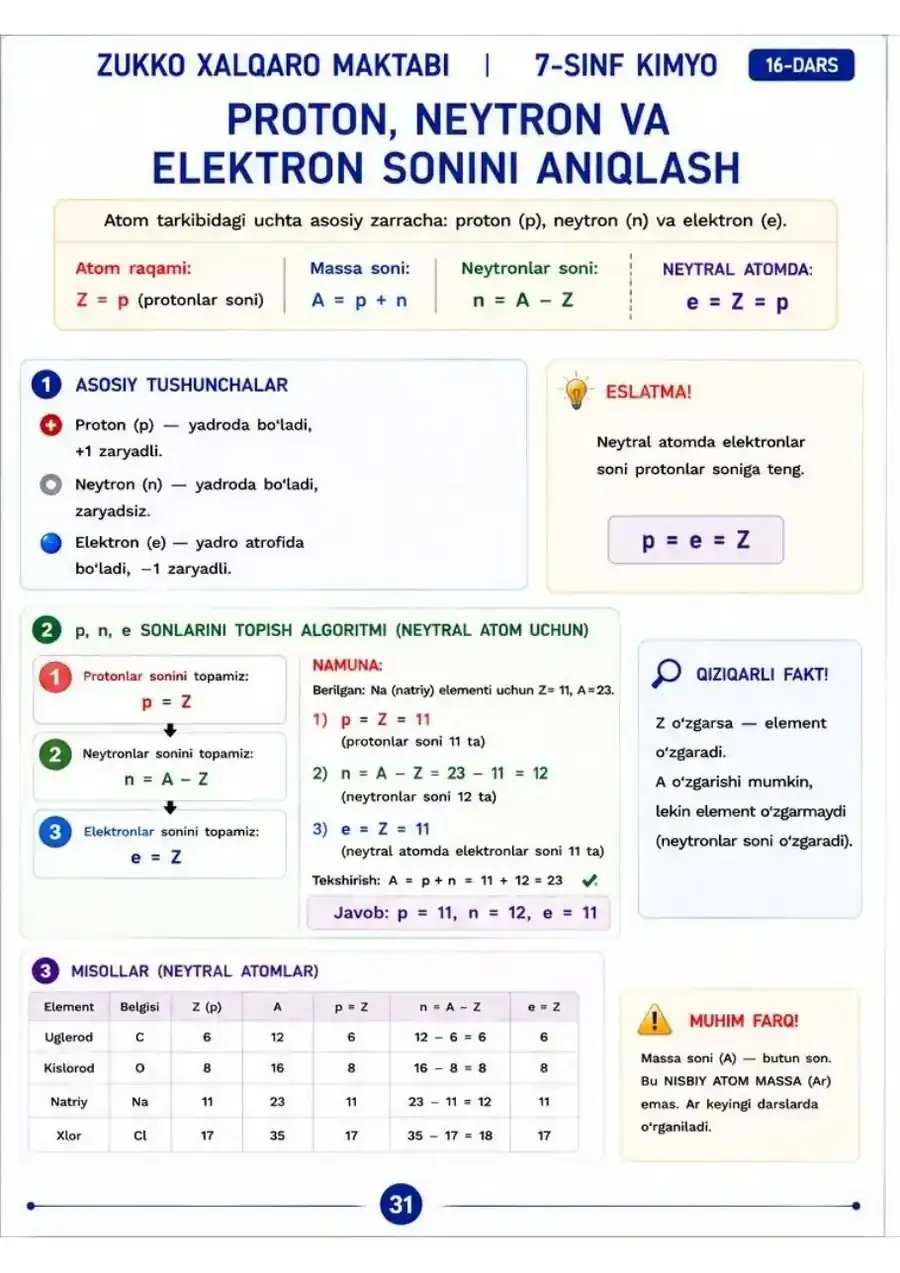 ZUKKO XALQARO MAKTABI | 7-SINF KIMYO 16-DARS
PROTON, NEYTRON VA
ELEKTRON SONINI ANIQLASH
Atom tarkibidagi uchta asosiy zarracha: proton (p), neytron (n) va elektron (e).
Atom raqami:
Z = p (protonlar soni)
Massa soni:
A = p + n
Neytronlar soni:
n = A – Z
NEYTRAL ATOMDA:
e = Z = p
1 ASOSIY TUSHUNCHALAR
Proton (p) — yadroda bo‘ladi,
+1 zaryadli.
Neytron (n) — yadroda bo‘ladi,
zaryadsiz.
Elektron (e) — yadro atrofida
bo‘ladi, –1 zaryadli.
ESLATMA!
Neytral atomda elektronlar
soni protonlar soniga teng.
p = e = Z
2 p, n, e SONLARINI TOPISH ALGORITMI (NEYTRAL ATOM UCHUN)
1 Protonlar sonini topamiz:
p = Z
2 Neytronlar sonini topamiz:
n = A – Z
3 Elektronlar sonini topamiz:
e = Z
NAMUNA:
Berilgan: Na (natriy) elementi uchun Z= 11, A=23.
1) p = Z = 11
(protonlar soni 11 ta)
2) n = A – Z = 23 – 11 = 12
(neytronlar soni 12 ta)
3) e = Z = 11
(neytral atomda elektronlar soni 11 ta)
Tekshirish: A = p + n = 11 + 12 = 23
Javob: p = 11, n = 12, e = 11
QIZIQARLI FAKT!
Z o‘zgarsa — element
o‘zgaradi.
A o‘zgarishi mumkin,
lekin element o‘zgarmaydi
(neytronlar soni o‘zgaradi).
3 MISOLLAR (NEYTRAL ATOMLAR)
Element Belgisi Z (p) A p = Z n = A – Z e = Z
Uglerod C 6 12 6 12 – 6 = 6 6
Kislorod O 8 16 8 16 – 8 = 8 8
Natriy Na 11 23 11 23 – 11 = 12 11
Xlor Cl 17 35 17 35 – 17 = 18 17
MUHIM FARQ!
Massa soni (A) — butun son.
Bu NISBIY ATOM MASSA (Ar)
emas. Ar keyingi darslarda
o‘rganiladi.
31